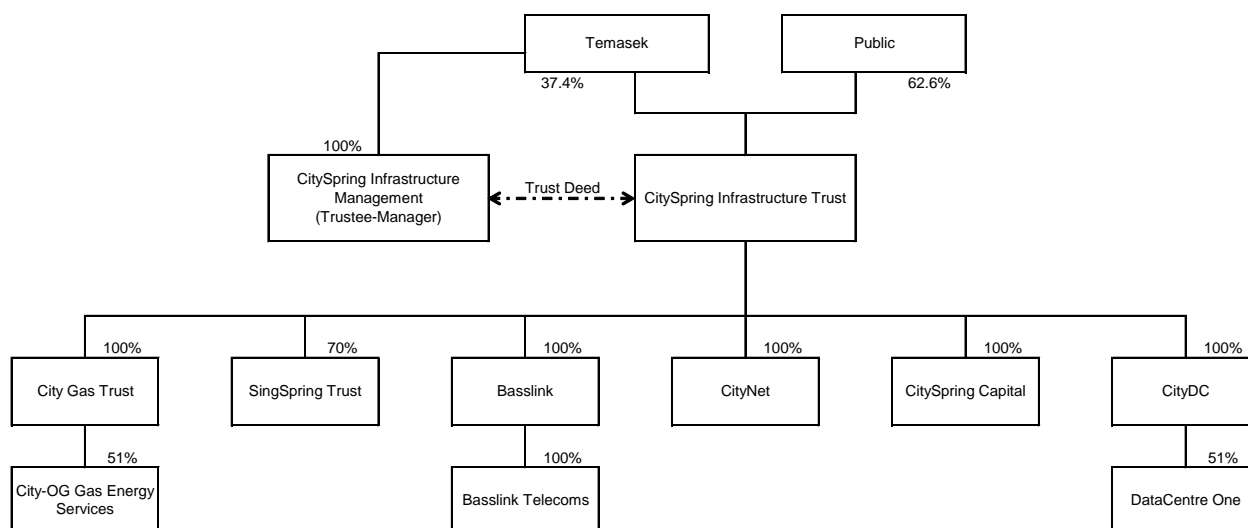 Temasek
Public
37.4%
62.6%
100%
CitySpring Infrastructure
Management
(Trustee-Manager)
Trust Deed
CitySpring Infrastructure Trust
100%
70%
100%
100%
100%
100%
City Gas Trust
SingSpring Trust
Basslink
CityNet
CitySpring Capital
CityDC
51%
100%
51%
City-OG Gas Energy
Services
Basslink Telecoms
DataCentre One